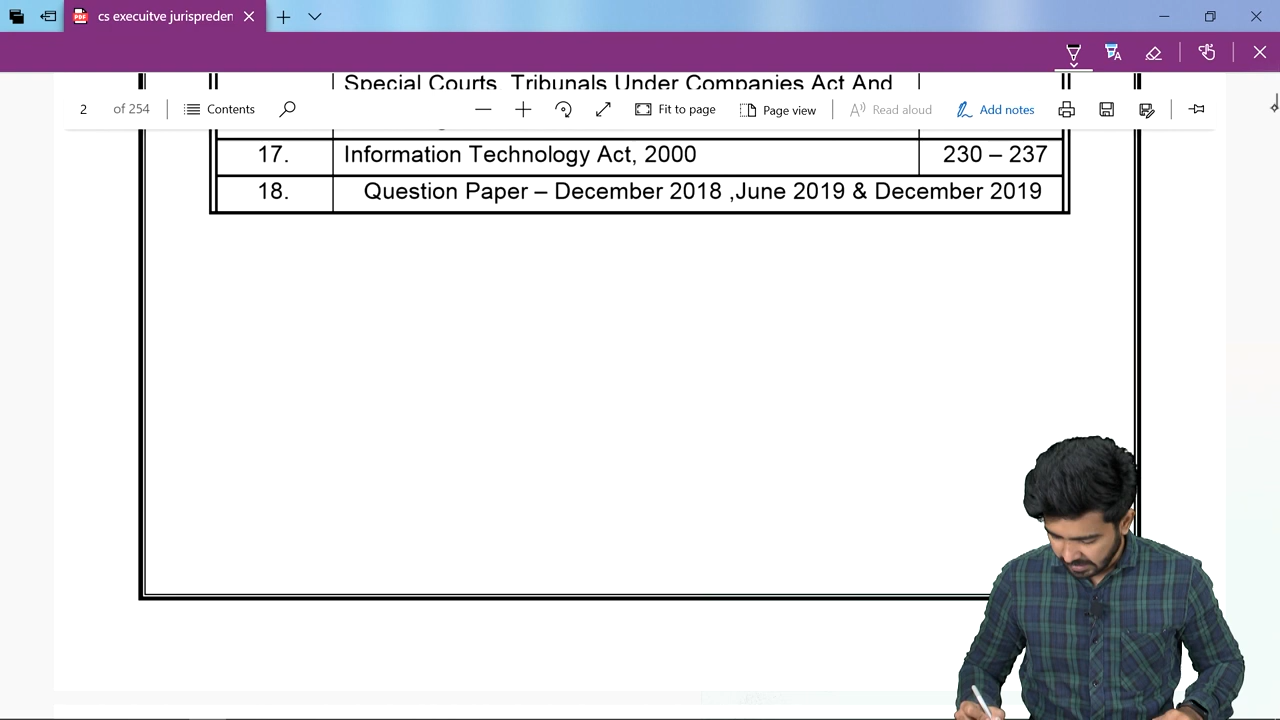 cs execuitve jurispreden
Special Courts, Tribunals Under Companies Act And
2 of 254 Contents Fit to page Page view Read aloud Add notes
17. Information Technology Act, 2000 230 – 237
18. Question Paper – December 2018 ,June 2019 & December 2019